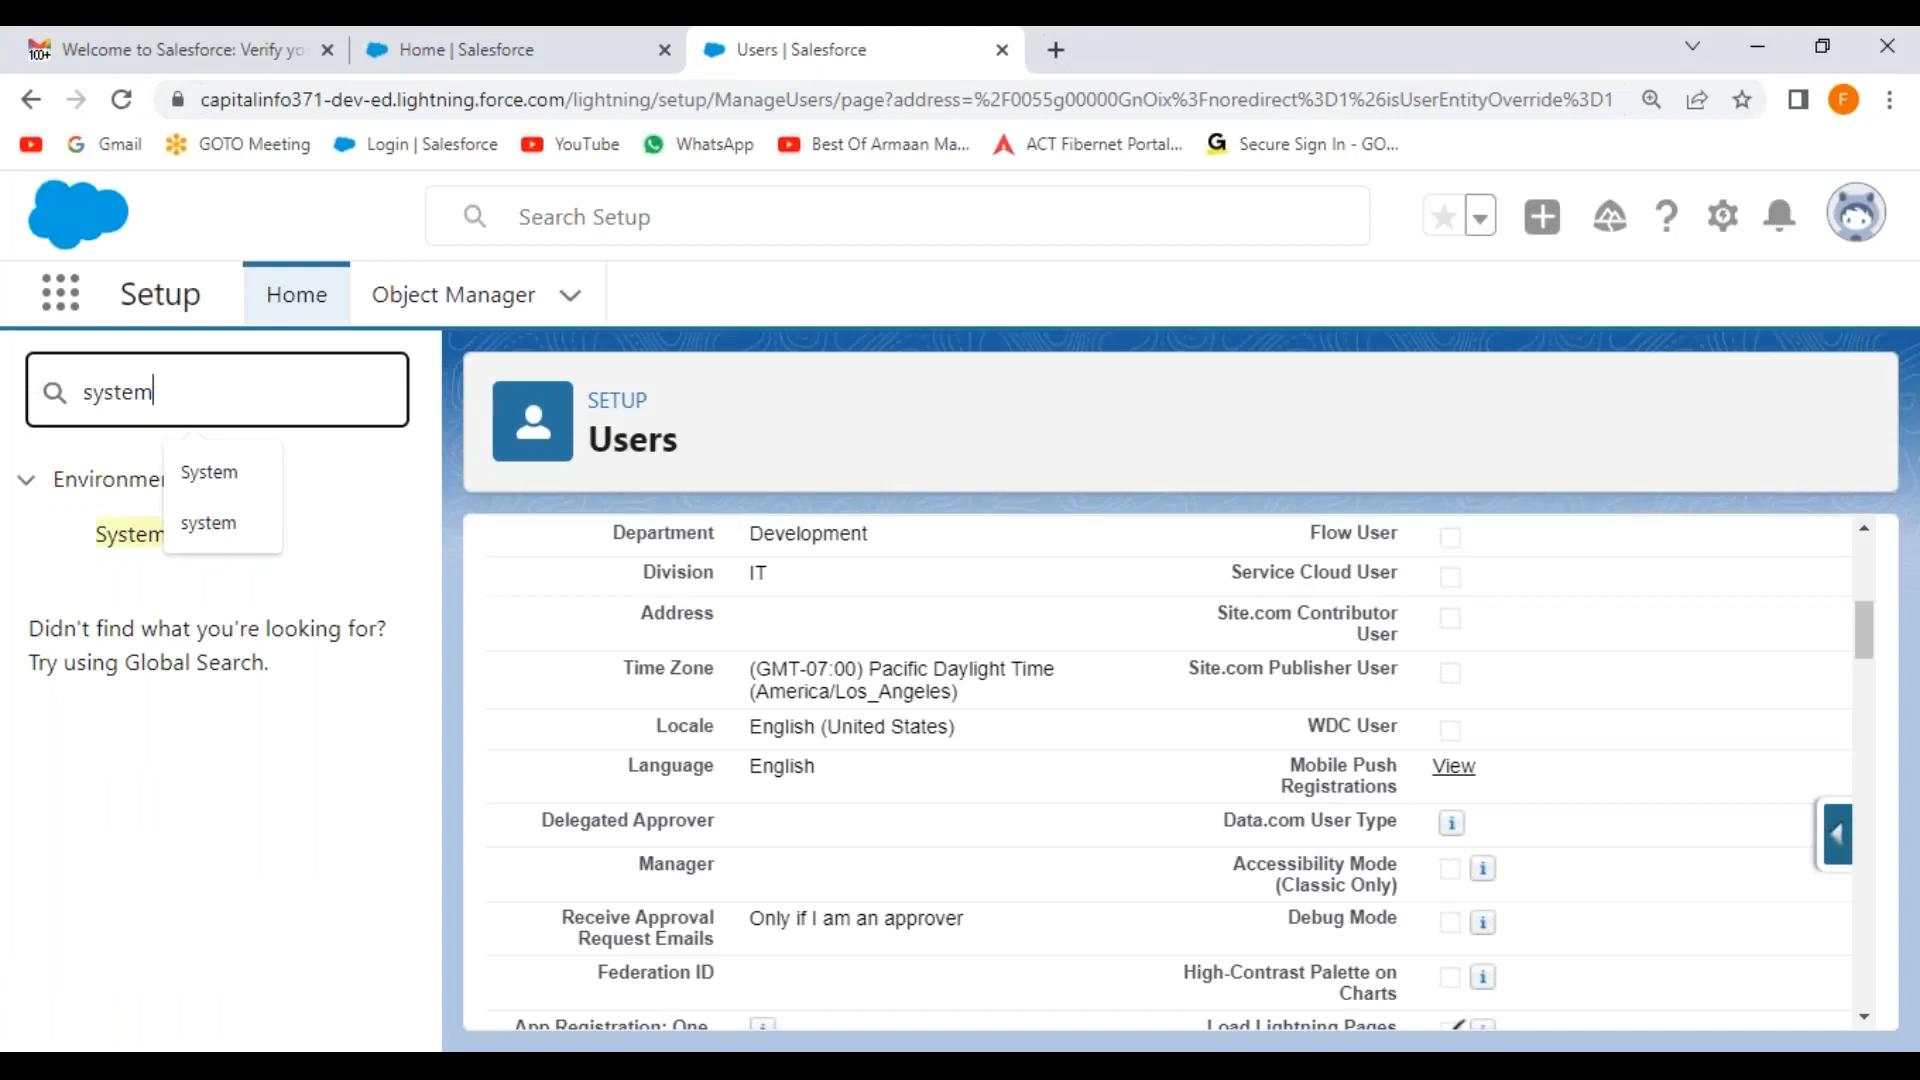 100+
Welcome to Salesforce: Verify yo
Home | Salesforce
Users | Salesforce
capitalinfo371-dev-ed.lightning.force.com/lightning/setup/ManageUsers/page?address=%2F0055g00000GnOix%3Fnoredirect%3D1%26isUserEntityOverride%3D1
F
Gmail
GOTO Meeting
Login | Salesforce
YouTube
WhatsApp
Best Of Armaan Ma...
ACT Fibernet Portal...
Secure Sign In - GO...
Search Setup
Setup
Home
Object Manager
system
System
system
Environme
System
Didn't find what you're looking for?
Try using Global Search.
SETUP
Users
Department Development
Flow User
Division IT
Service Cloud User
Address
Site.com Contributor
User
Time Zone (GMT-07:00) Pacific Daylight Time
(America/Los_Angeles)
Site.com Publisher User
Locale English (United States)
WDC User
Language English
Mobile Push
Registrations
View
Delegated Approver
Data.com User Type
Manager
Accessibility Mode
(Classic Only)
Receive Approval
Request Emails
Only if I am an approver
Debug Mode
Federation ID
High-Contrast Palette on
Charts
App Registration: One
Load Lightning Pages